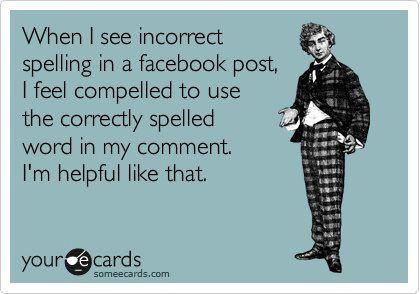 When I see incorrect
spelling in a facebook post,
I feel compelled to use
the correctly spelled
word in my comment.
I'm helpful like that.
your e cards
someecards.com